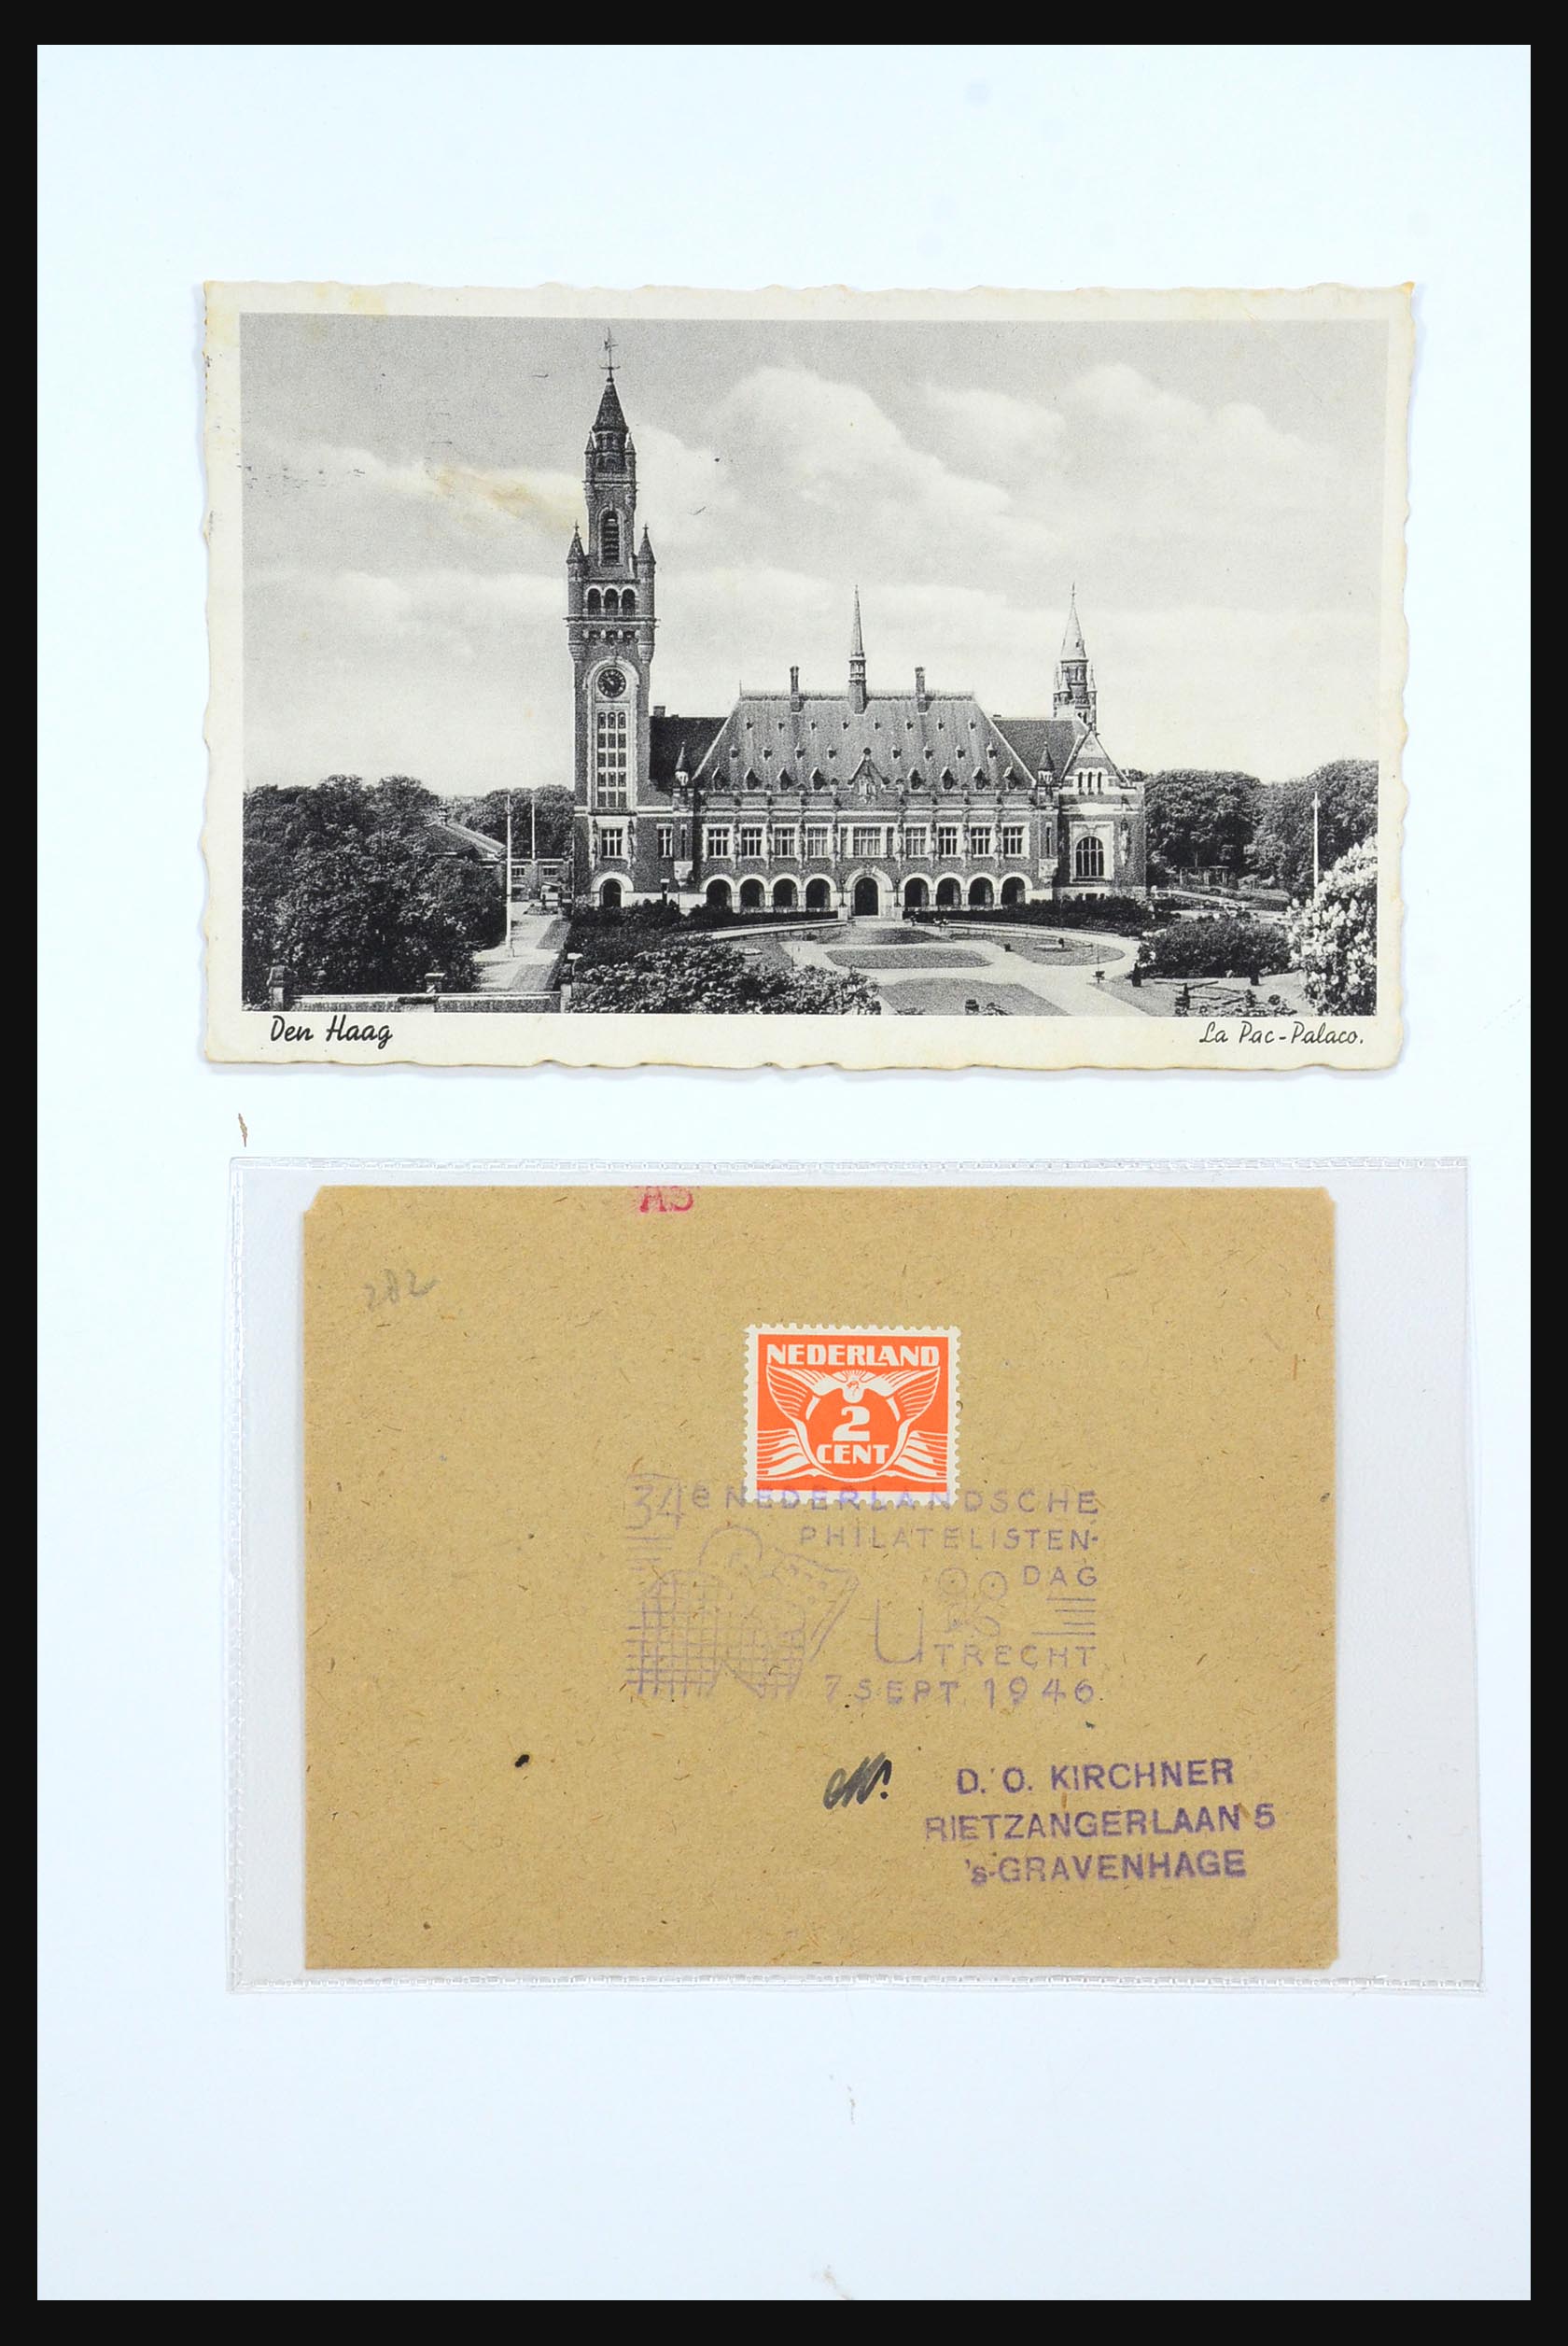 Den Haag
La Pac-Palaco.
AS
282
NEDERLAND
2
CENT
34e NEDERLANDSCHE
PHILATELISTEN-
DAG
UTRECHT
7 SEPT. 1946
D. O. KIRCHNER
RIETZANGERLAAN 5
's-GRAVENHAGE